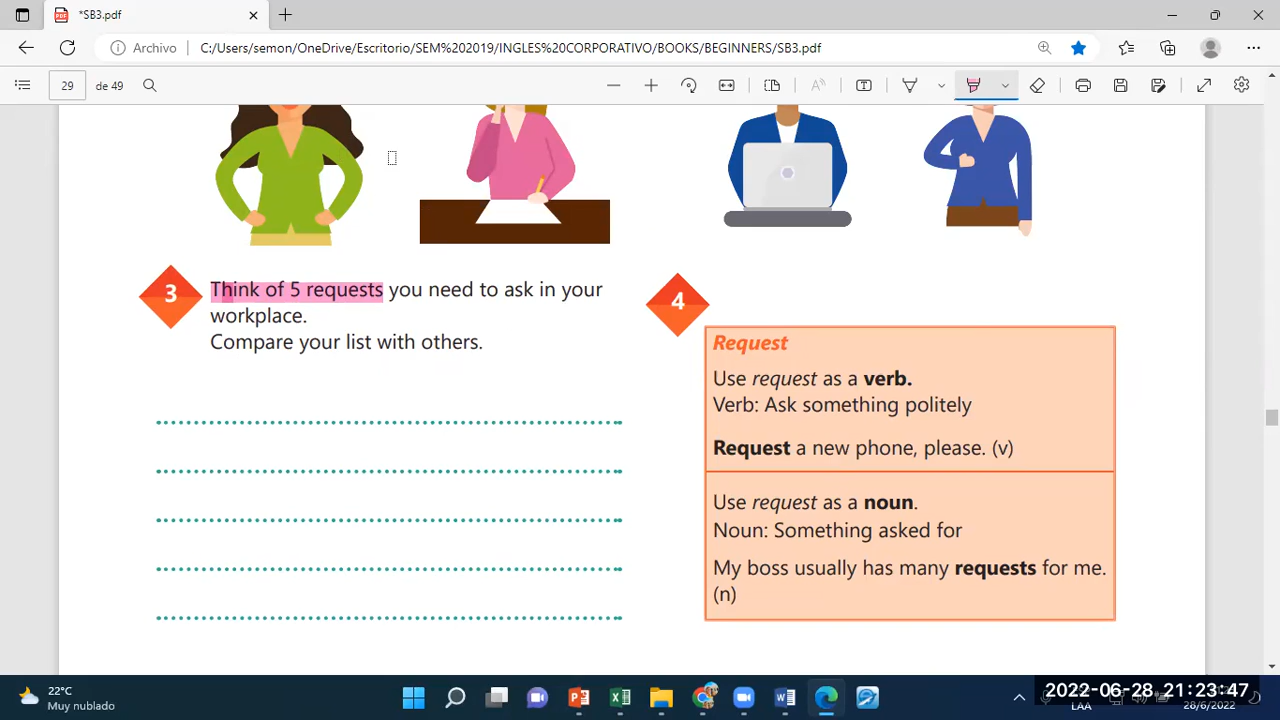 *SB3.pdf
Archivo
C:/Users/semon/OneDrive/Escritorio/SEM%202019/INGLES%20CORPORATIVO/BOOKS/BEGINNERS/SB3.pdf
29
de 49
3
Think of 5 requests you need to ask in your
workplace.
Compare your list with others.
4
Request
Use request as a verb.
Verb: Ask something politely
Request a new phone, please. (v)
Use request as a noun.
Noun: Something asked for
My boss usually has many requests for me.
(n)
22°C
Muy nublado
2022-06-28 21:23:47
LAA
28/6/2022